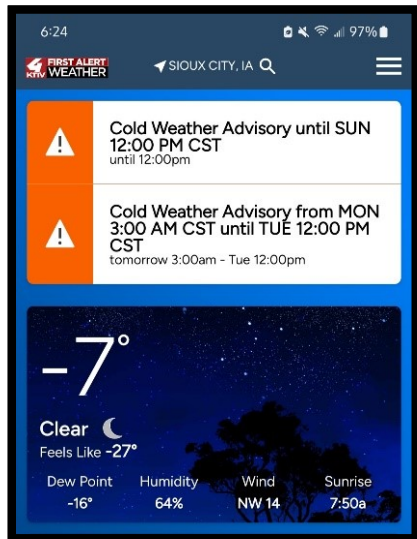 6:24 97%
4 FIRST ALERT
KTIV WEATHER
SIOUX CITY, IA
Cold Weather Advisory until SUN
12:00 PM CST
until 12:00pm
Cold Weather Advisory from MON
3:00 AM CST until TUE 12:00 PM
CST
tomorrow 3:00am - Tue 12:00pm
-7°
Clear
Feels Like -27°
Dew Point Humidity Wind Sunrise
-16° 64% NW 14 7:50a